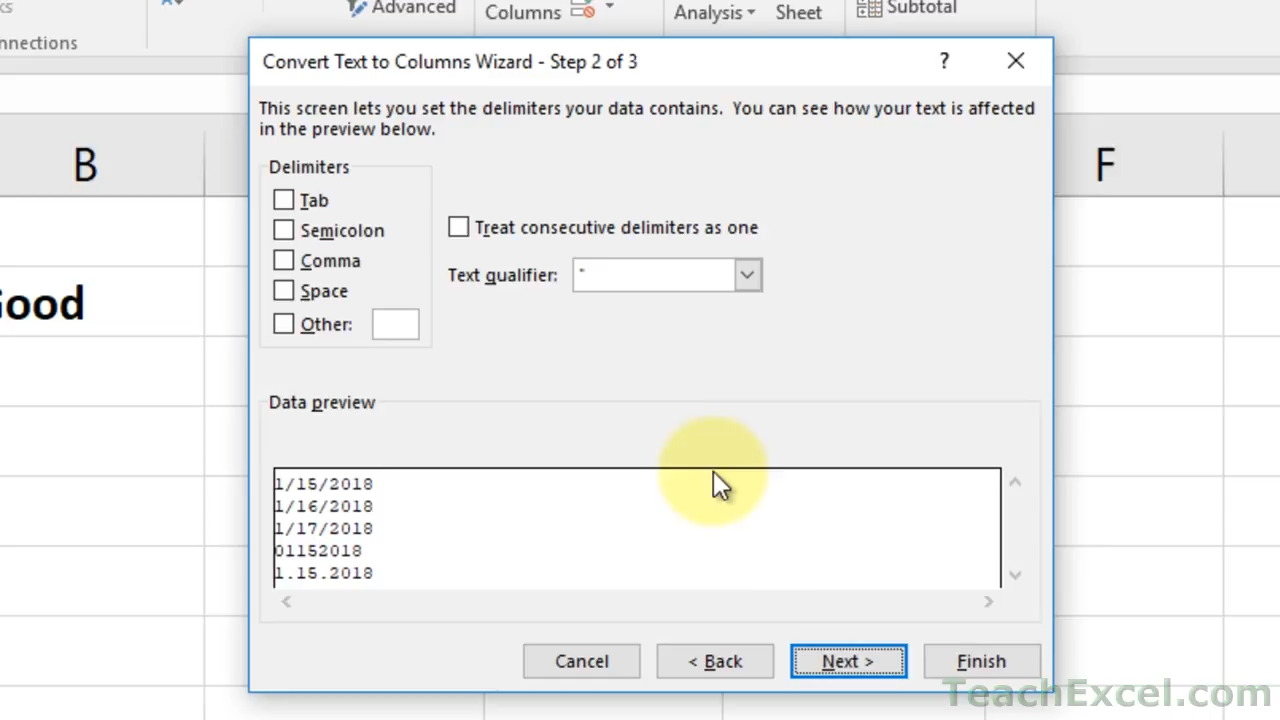 Advanced
Columns
Analysis
Sheet
Subtotal
nnections
Convert Text to Columns Wizard - Step 2 of 3
?
This screen lets you set the delimiters your data contains. You can see how your text is affected
in the preview below.
B
F
Delimiters
Tab
Semicolon
Treat consecutive delimiters as one
Comma
Text qualifier: "
Space
Good
Other:
Data preview
1/15/2018
1/16/2018
1/17/2018
01152018
1.15.2018
Cancel
< Back
Next >
Finish
TeachExcel.com